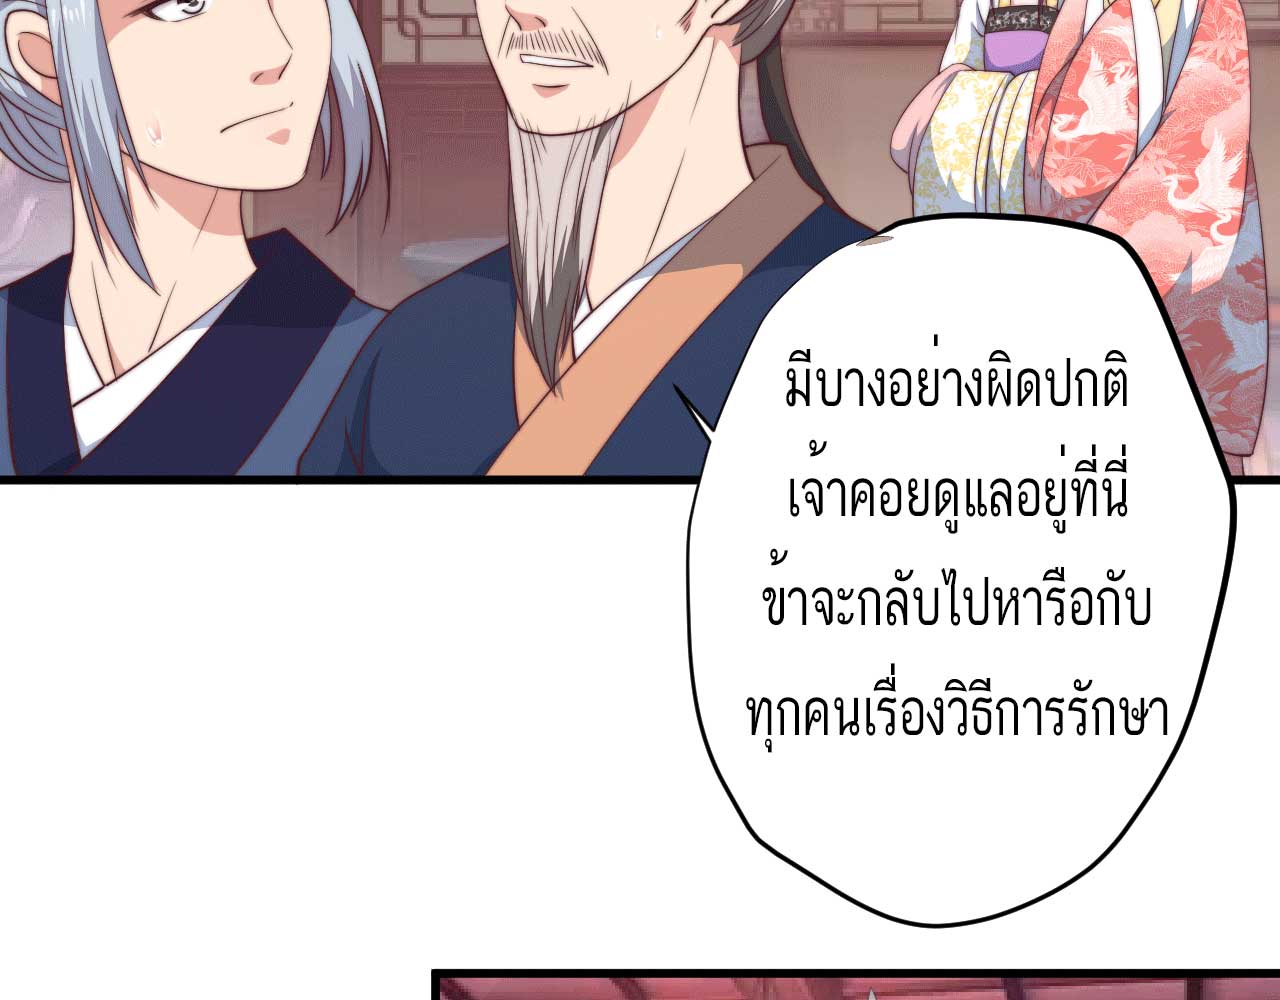 มีบางอย่างผิดปกติ
เจ้าคอยดูแลอยู่ที่นี่
ข้าจะกลับไปหารือกับ
ทุกคนเรื่องวิธีการรักษา